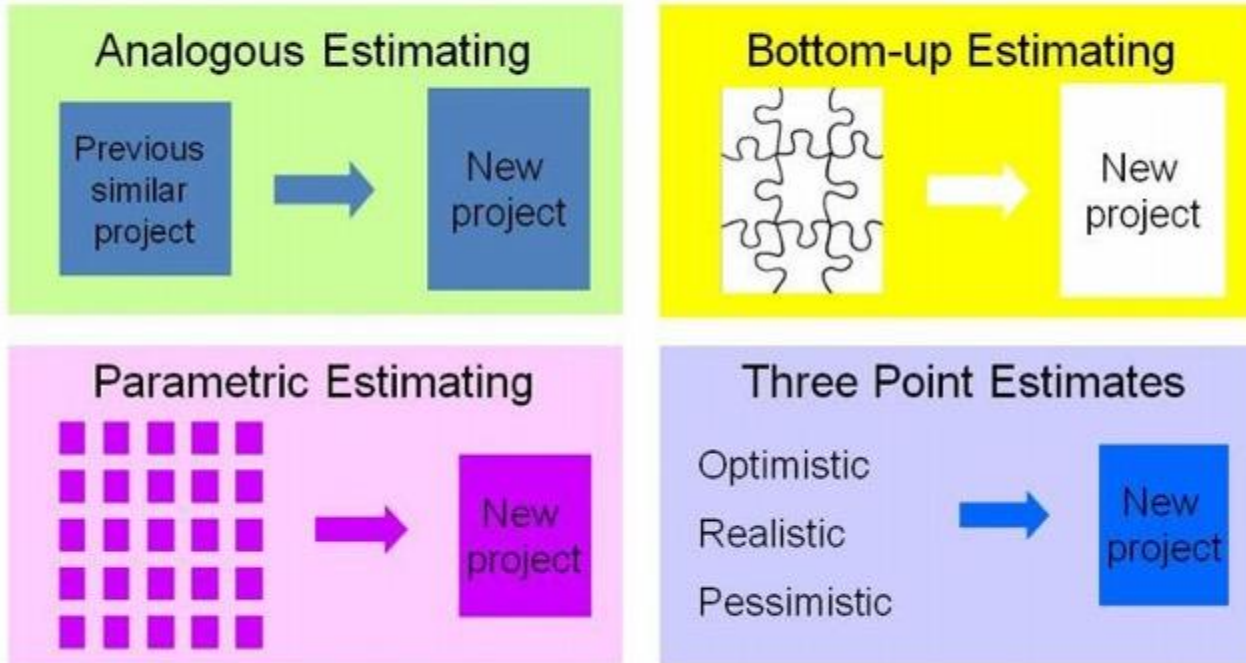 Analogous Estimating
Previous
similar
project
New
project
Bottom-up Estimating
New
project
Parametric Estimating
New
project
Three Point Estimates
Optimistic
Realistic
Pessimistic
New
project